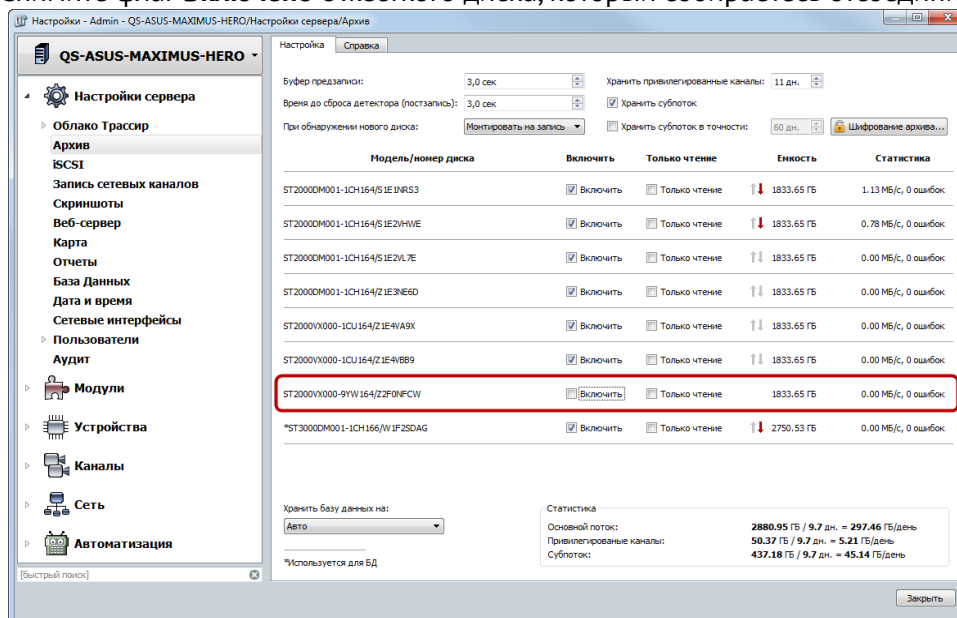 Настройки - Admin - QS-ASUS-MAXIMUS-HERO/Настройки сервера/Архив
QS-ASUS-MAXIMUS-HERO
Настройки сервера
Облако Трассир
Архив
iSCSI
Запись сетевых каналов
Скриншоты
Веб-сервер
Карта
Отчеты
База Данных
Дата и время
Сетевые интерфейсы
Пользователи
Аудит
Модули
Устройства
Каналы
Сеть
Автоматизация
[быстрый поиск]
Настройка Справка
Буфер предзаписи: 3,0 сек Хранить привилегированные каналы: 11 дн.
Время до сброса детектора (постзапись): 3,0 сек Хранить субпоток
При обнаружении нового диска: Монтировать на запись Хранить субпоток в точности: 60 дн. Шифрование архива...
Модель/номер диска Включить Только чтение Емкость Статистика
ST2000DM001-1CH164/S1E1NRS3 Включить Только чтение 1833.65 ГБ 1.13 МБ/с, 0 ошибок
ST2000DM001-1CH164/S1E2VHWE Включить Только чтение 1833.65 ГБ 0.78 МБ/с, 0 ошибок
ST2000DM001-1CH164/S1E2VL7E Включить Только чтение 1833.65 ГБ 0.00 МБ/с, 0 ошибок
ST2000DM001-1CH164/Z1E3NE6D Включить Только чтение 1833.65 ГБ 0.00 МБ/с, 0 ошибок
ST2000VX000-1CU164/Z1E4VA9X Включить Только чтение 1833.65 ГБ 0.00 МБ/с, 0 ошибок
ST2000VX000-1CU164/Z1E4VBB9 Включить Только чтение 1833.65 ГБ 0.00 МБ/с, 0 ошибок
ST2000VX000-9YW164/Z2F0NFCW Включить Только чтение 1833.65 ГБ 0.00 МБ/с, 0 ошибок
*ST3000DM001-1CH166/W1F2SDAG Включить Только чтение 2750.53 ГБ 0.00 МБ/с, 0 ошибок
Хранить базу данных на:
Авто
*Используется для БД
Статистика
Основной поток: 2880.95 ГБ / 9.7 дн. = 297.46 ГБ/день
Привилегированые каналы: 50.37 ГБ / 9.7 дн. = 5.21 ГБ/день
Субпоток: 437.18 ГБ / 9.7 дн. = 45.14 ГБ/день
Закрыть